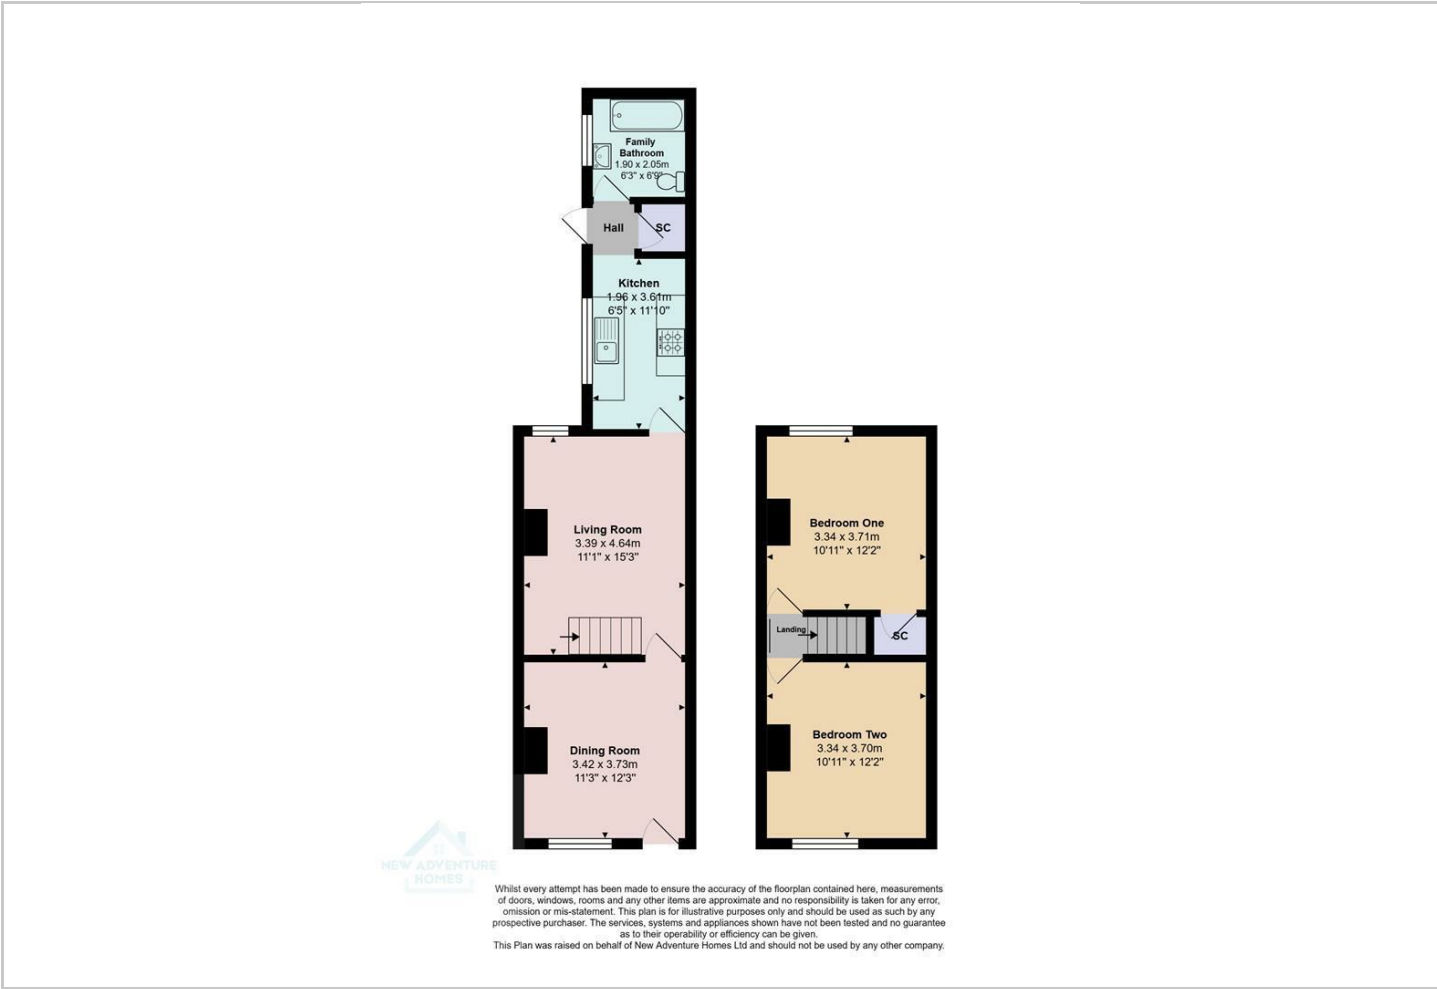 Family
Bathroom
1.90 x 2.05m
6'3" x 6'9"
Hall
SC
Kitchen
1.96 x 3.61m
6'5" x 11'10"
Living Room
3.39 x 4.64m
11'1" x 15'3"
Dining Room
3.42 x 3.73m
11'3" x 12'3"
Bedroom One
3.34 x 3.71m
10'11" x 12'2"
Landing
SC
Bedroom Two
3.34 x 3.70m
10'11" x 12'2"
NEW ADVENTURE
HOMES
Whilst every attempt has been made to ensure the accuracy of the floorplan contained here, measurements
of doors, windows, rooms and any other items are approximate and no responsibility is taken for any error,
omission or mis-statement. This plan is for illustrative purposes only and should be used as such by any
prospective purchaser. The services, systems and appliances shown have not been tested and no guarantee
as to their operability or efficiency can be given.
This Plan was raised on behalf of New Adventure Homes Ltd and should not be used by any other company.